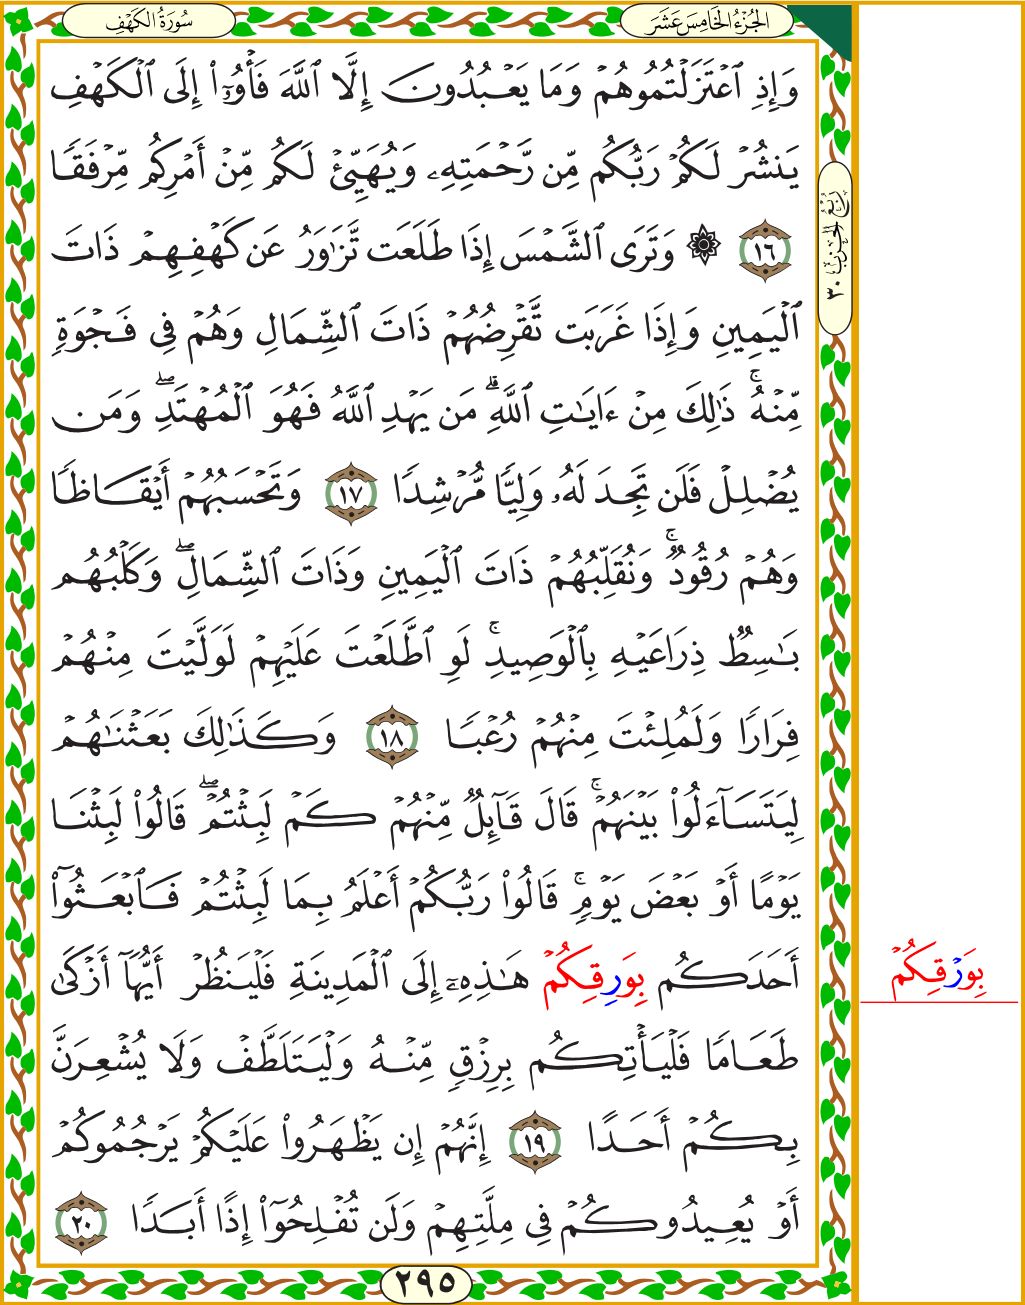 سُورَةُ الكَهْفِ
الجُزْءُ الخَامِسَ عَشَرَ
وَإِذِ ٱعْتَزَلْتُمُوهُمْ وَمَا يَعْبُدُونَ إِلَّا ٱللَّهَ فَأْوُۥٓا۟ إِلَى ٱلْكَهْفِ
يَنشُرْ لَكُمْ رَبُّكُم مِّن رَّحْمَتِهِۦ وَيُهَيِّئْ لَكُم مِّنْ أَمْرِكُم مِّرْفَقًا
١٦ ۞ وَتَرَى ٱلشَّمْسَ إِذَا طَلَعَت تَّزَٰوَرُ عَن كَهْفِهِمْ ذَاتَ
ٱلْيَمِينِ وَإِذَا غَرَبَت تَّقْرِضُهُمْ ذَاتَ ٱلشِّمَالِ وَهُمْ فِى فَجْوَةٍ
مِّنْهُ ۚ ذَٰلِكَ مِنْ ءَايَٰتِ ٱللَّهِ ۗ مَن يَهْدِ ٱللَّهُ فَهُوَ ٱلْمُهْتَدِ ۖ وَمَن
يُضْلِلْ فَلَن تَجِدَ لَهُۥ وَلِيًّا مُّرْشِدًا ١٧ وَتَحْسَبُهُمْ أَيْقَاظًا
وَهُمْ رُقُودٌ ۚ وَنُقَلِّبُهُمْ ذَاتَ ٱلْيَمِينِ وَذَاتَ ٱلشِّمَالِ ۖ وَكَلْبُهُم
بَٰسِطٌ ذِرَاعَيْهِ بِٱلْوَصِيدِ ۚ لَوِ ٱطَّلَعْتَ عَلَيْهِمْ لَوَلَّيْتَ مِنْهُمْ
فِرَارًا وَلَمُلِئْتَ مِنْهُمْ رُعْبًا ١٨ وَكَذَٰلِكَ بَعَثْنَٰهُمْ
لِيَتَسَآءَلُوا۟ بَيْنَهُمْ ۚ قَالَ قَآئِلٌ مِّنْهُمْ كَمْ لَبِثْتُمْ ۖ قَالُوا۟ لَبِثْنَا
يَوْمًا أَوْ بَعْضَ يَوْمٍ ۚ قَالُوا۟ رَبُّكُمْ أَعْلَمُ بِمَا لَبِثْتُمْ فَٱبْعَثُوٓا۟
أَحَدَكُم بِوَرِقِكُمْ هَٰذِهِۦٓ إِلَى ٱلْمَدِينَةِ فَلْيَنظُرْ أَيُّهَآ أَزْكَىٰ
طَعَامًا فَلْيَأْتِكُم بِرِزْقٍ مِّنْهُ وَلْيَتَلَطَّفْ وَلَا يُشْعِرَنَّ
بِكُمْ أَحَدًا ١٩ إِنَّهُمْ إِن يَظْهَرُوا۟ عَلَيْكُمْ يَرْجُمُوكُمْ
أَوْ يُعِيدُوكُمْ فِى مِلَّتِهِمْ وَلَن تُفْلِحُوٓا۟ إِذًا أَبَدًا ٢٠
رُبْعُ الحِزْبِ ٣٠
بِوَرْقِكُمْ
٢٩٥